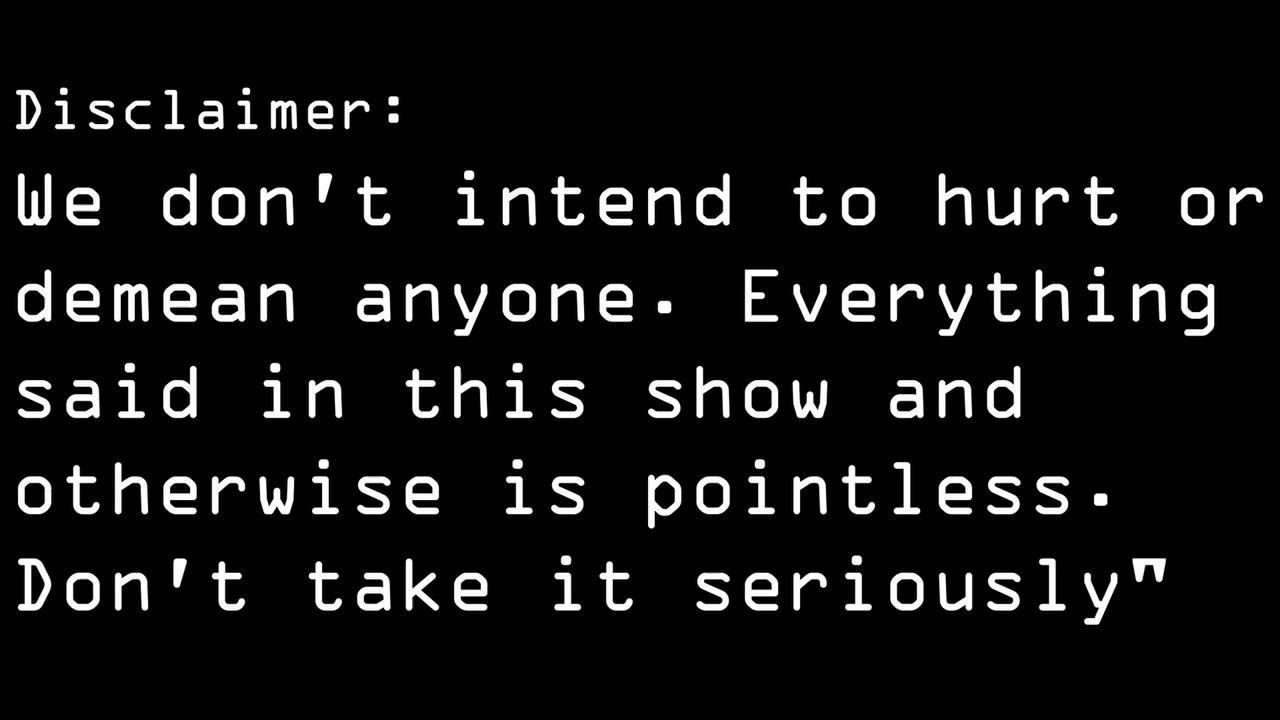 Disclaimer:
We don't intend to hurt or
demean anyone. Everything
said in this show and
otherwise is pointless.
Don't take it seriously"